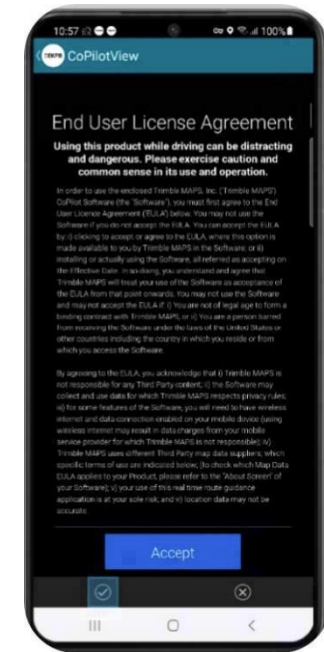 10:57
100%
CoPilotView
End User License Agreement
Using this product while driving can be distracting
and dangerous. Please exercise caution and
common sense in its use and operation.
In order to use the enclosed Trimble MAPS, Inc. ('Trimble MAPS')
CoPilot Software (the "Software"), you must first agree to the End
User Licence Agreement ('EULA') below. You may not use the
Software if you do not accept the EULA. You can accept the EULA
by: i) clicking to accept or agree to the EULA, where this option is
made available to you by Trimble MAPS in the Software; or ii)
installing or actually using the Software, all referred as accepting on
the Effective Date. In so doing, you understand and agree that
Trimble MAPS will treat your use of the Software as acceptance of
the EULA from that point onwards. You may not use the Software
and may not accept the EULA if: i) You are not of legal age to form a
binding contract with Trimble MAPS, or ii) You are a person barred
from receiving the Software under the laws of the United States or
other countries including the country in which you reside or from
which you access the Software.
By agreeing to the EULA, you acknowledge that i) Trimble MAPS is
not responsible for any Third Party content; ii) the Software may
collect and use data for which Trimble MAPS respects privacy rules;
iii) for some features of the Software, you will need to have wireless
internet and data connection enabled on your mobile device (using
wireless internet may result in data charges from your mobile
service provider for which Trimble MAPS is not responsible); iv)
Trimble MAPS uses different Third Party map data suppliers, which
specific terms of use are indicated below; (to check which Map Data
EULA applies to your Product, please refer to the 'About Screen' of
your Software); v) your use of this real time route guidance
application is at your sole risk; and v) location data may not be
accurate.
Accept